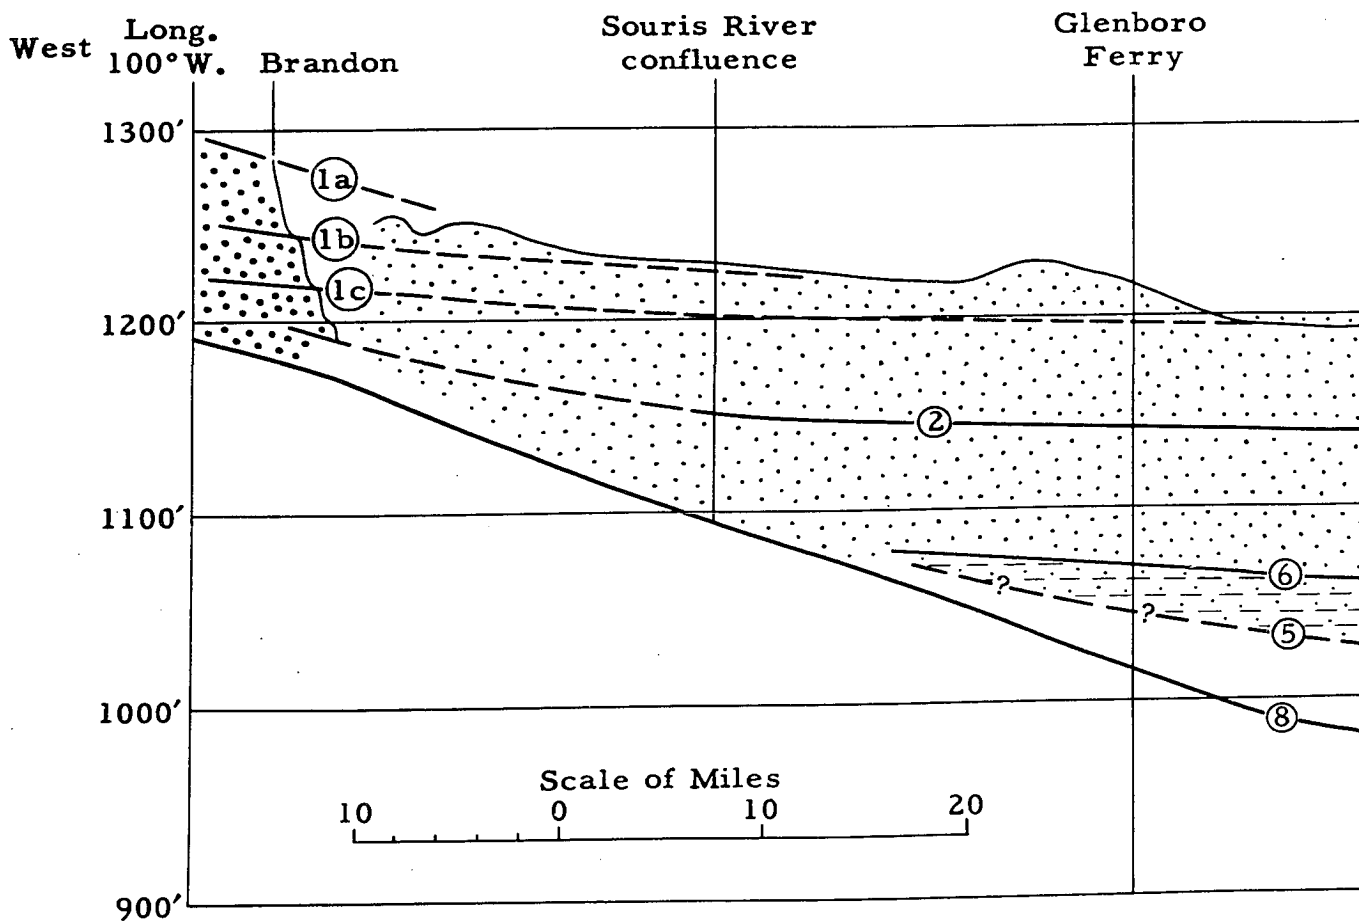 West
Long.
100°W.
Brandon
Souris River
confluence
Glenboro
Ferry
1300′
1a
1b
1c
1200′
2
1100′
6
?
?
5
1000′
8
Scale of Miles
10 0 10 20
900′